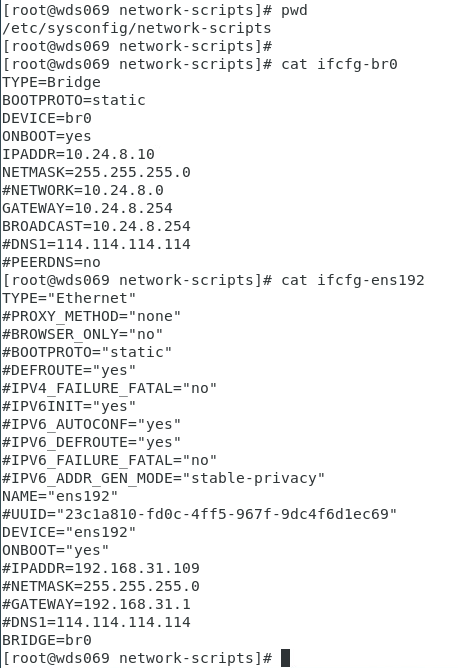 [root@wds069 network-scripts]# pwd
/etc/sysconfig/network-scripts
[root@wds069 network-scripts]#
[root@wds069 network-scripts]# cat ifcfg-br0
TYPE=Bridge
BOOTPROTO=static
DEVICE=br0
ONBOOT=yes
IPADDR=10.24.8.10
NETMASK=255.255.255.0
#NETWORK=10.24.8.0
GATEWAY=10.24.8.254
BROADCAST=10.24.8.254
#DNS1=114.114.114.114
#PEERDNS=no
[root@wds069 network-scripts]# cat ifcfg-ens192
TYPE="Ethernet"
#PROXY_METHOD="none"
#BROWSER_ONLY="no"
#BOOTPROTO="static"
#DEFROUTE="yes"
#IPV4_FAILURE_FATAL="no"
#IPV6INIT="yes"
#IPV6_AUTOCONF="yes"
#IPV6_DEFROUTE="yes"
#IPV6_FAILURE_FATAL="no"
#IPV6_ADDR_GEN_MODE="stable-privacy"
NAME="ens192"
#UUID="23c1a810-fd0c-4ff5-967f-9dc4f6d1ec69"
DEVICE="ens192"
ONBOOT="yes"
#IPADDR=192.168.31.109
#NETMASK=255.255.255.0
#GATEWAY=192.168.31.1
#DNS1=114.114.114.114
BRIDGE=br0
[root@wds069 network-scripts]#